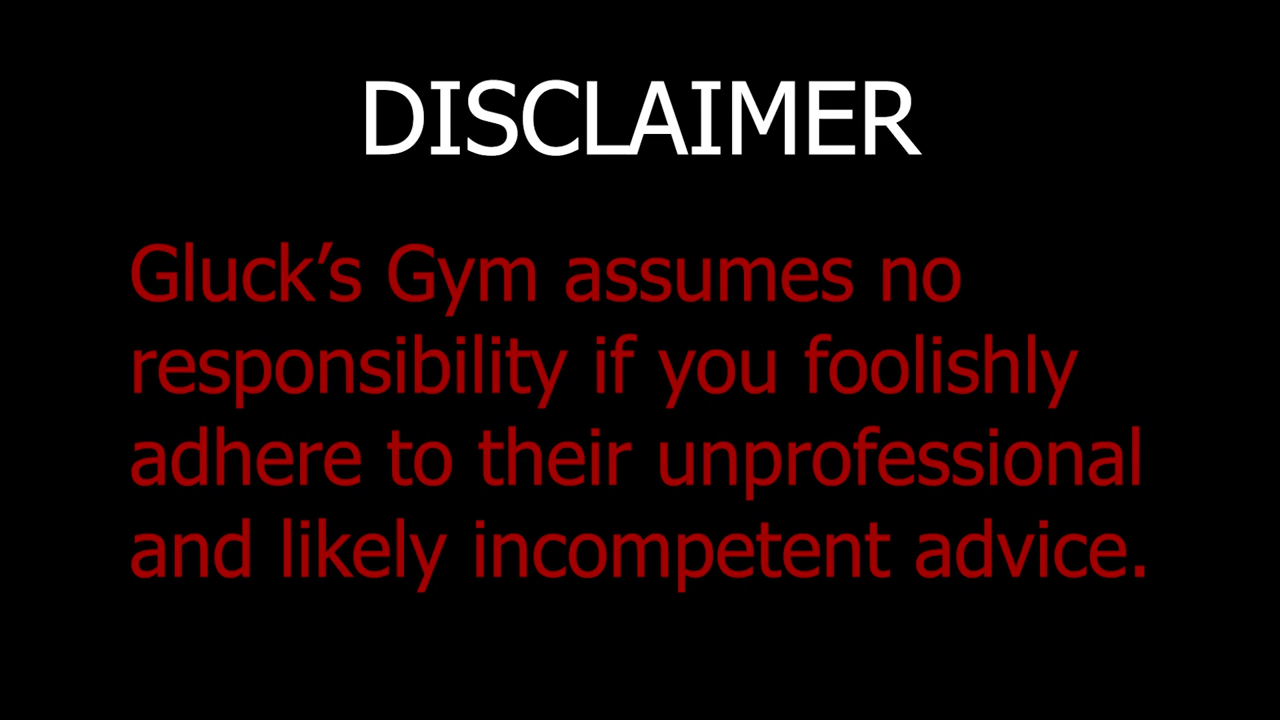 DISCLAIMER
Gluck’s Gym assumes no
responsibility if you foolishly
adhere to their unprofessional
and likely incompetent advice.